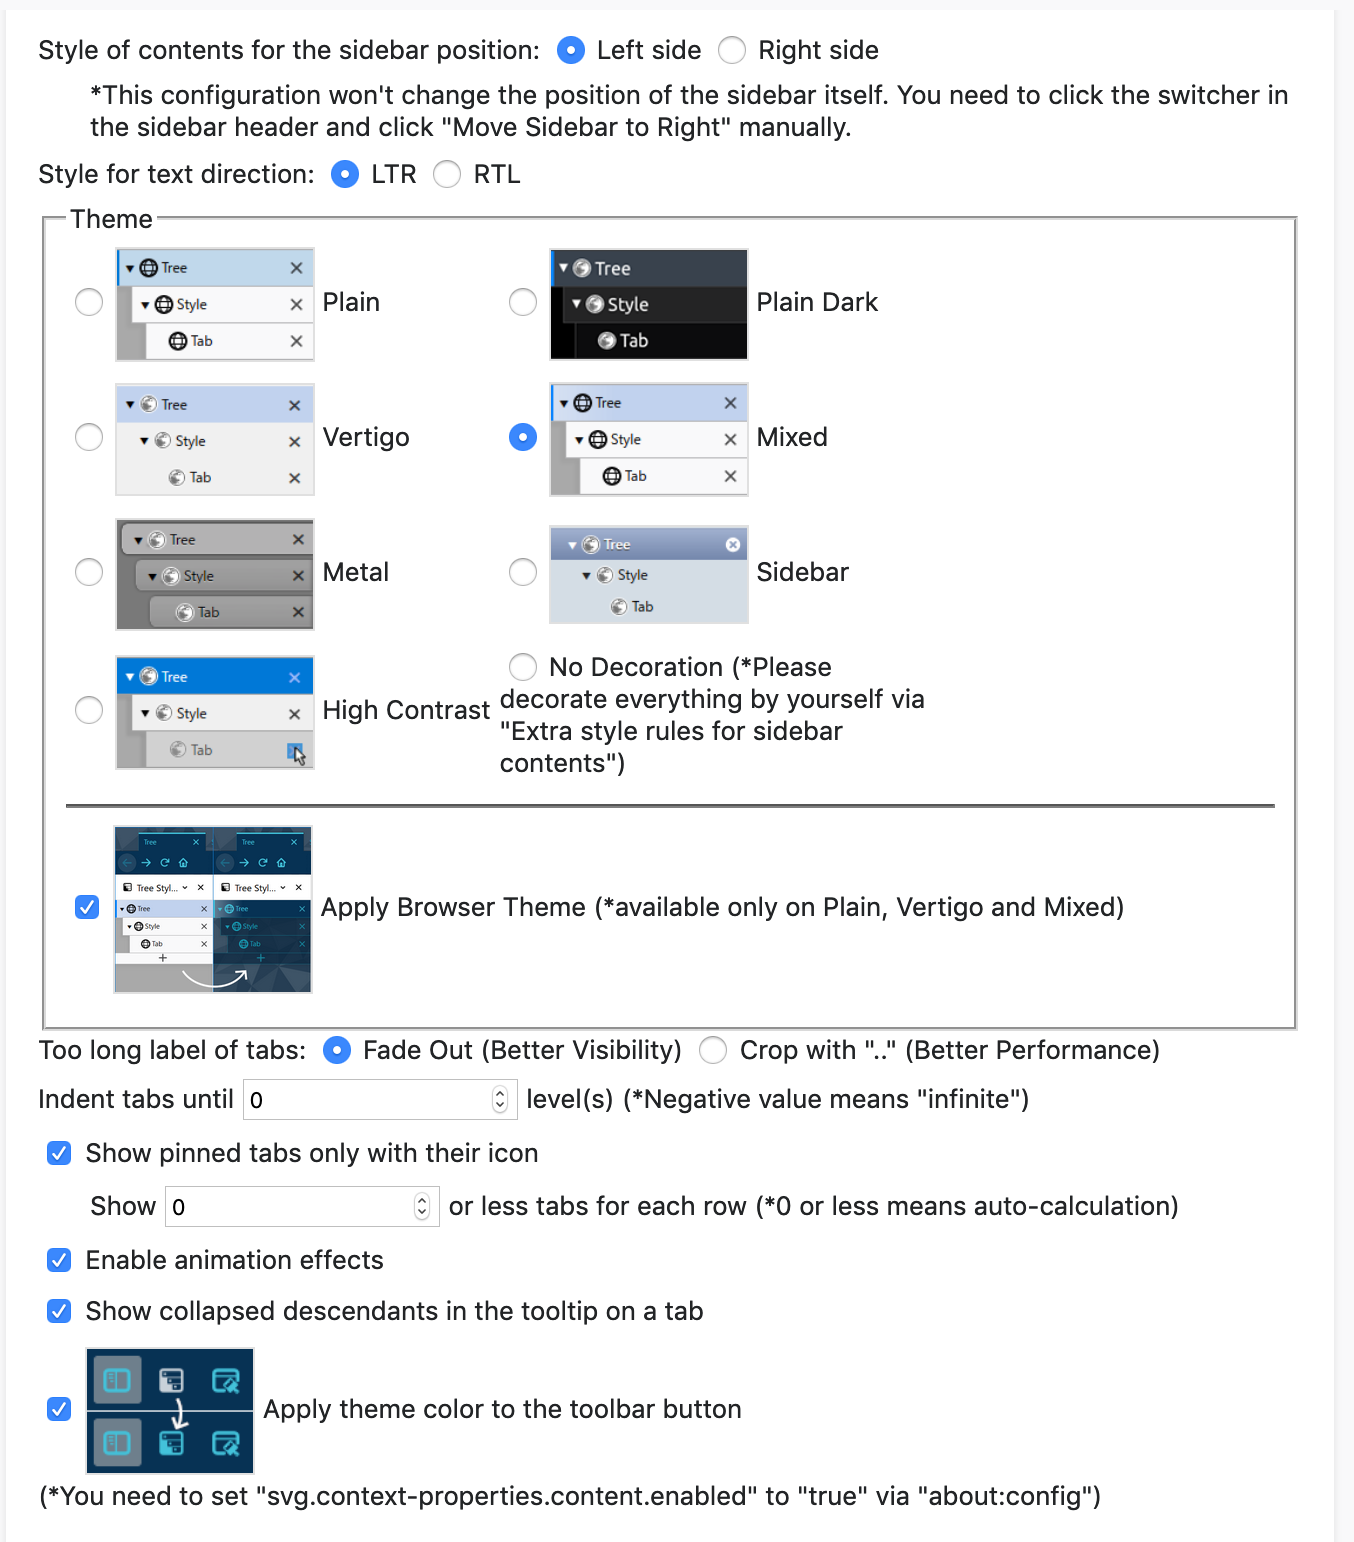 Style of contents for the sidebar position: Left side Right side
*This configuration won't change the position of the sidebar itself. You need to click the switcher in
the sidebar header and click "Move Sidebar to Right" manually.
Style for text direction: LTR RTL
Theme
Tree
Style
Tab
Plain
Tree
Style
Tab
Plain Dark
Tree
Style
Tab
Vertigo
Tree
Style
Tab
Mixed
Tree
Style
Tab
Metal
Tree
Style
Tab
Sidebar
Tree
Style
Tab
High Contrast
No Decoration (*Please
decorate everything by yourself via
"Extra style rules for sidebar
contents")
Tree Tree
Tree Styl... Tree Styl...
Tree Tree
Style Style
Tab Tab
Apply Browser Theme (*available only on Plain, Vertigo and Mixed)
Too long label of tabs: Fade Out (Better Visibility) Crop with ".." (Better Performance)
Indent tabs until 0 level(s) (*Negative value means "infinite")
Show pinned tabs only with their icon
Show 0 or less tabs for each row (*0 or less means auto-calculation)
Enable animation effects
Show collapsed descendants in the tooltip on a tab
Apply theme color to the toolbar button
(*You need to set "svg.context-properties.content.enabled" to "true" via "about:config")